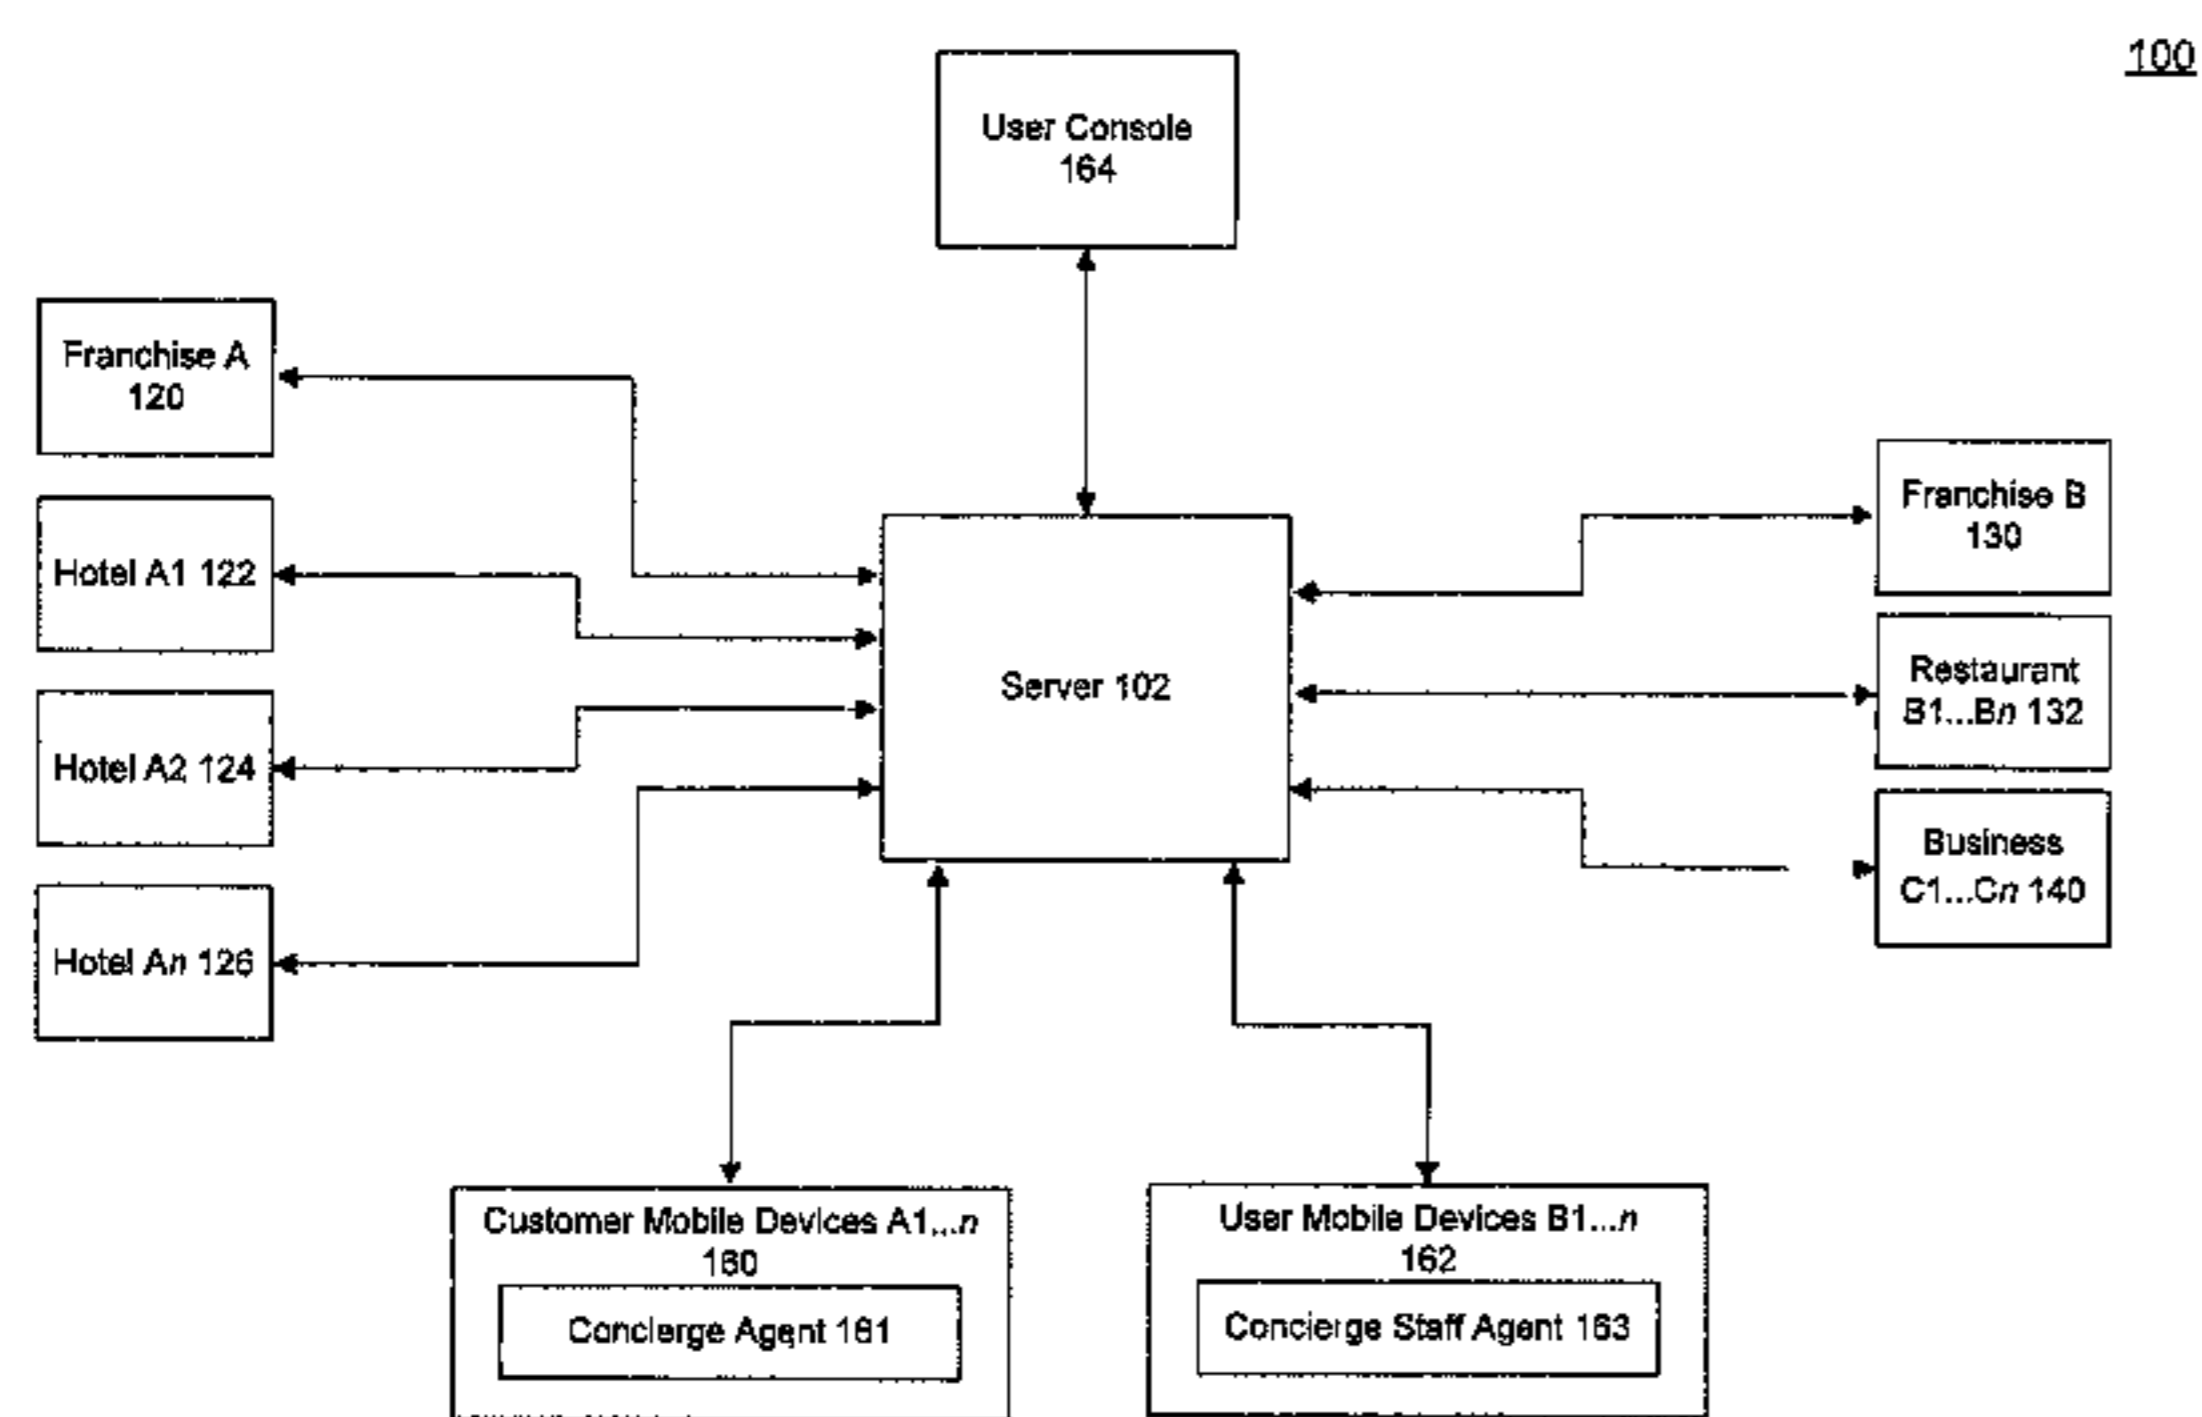 100
User Console
164
Franchise A
120
Hotel A1 122
Hotel A2 124
Hotel An 126
Server 102
Franchise B
130
Restaurant
B1...Bn 132
Business
C1...Cn 140
Customer Mobile Devices A1...n
160
Concierge Agent 161
User Mobile Devices B1...n
162
Concierge Staff Agent 163